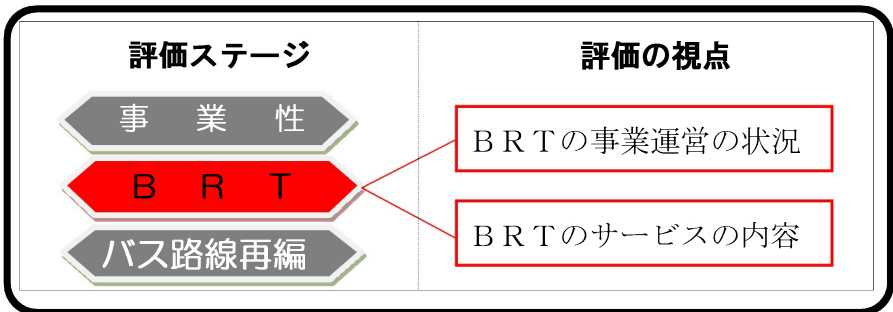 評価ステージ
評価の視点
事業性
BRT
バス路線再編
BRTの事業運営の状況
BRTのサービスの内容